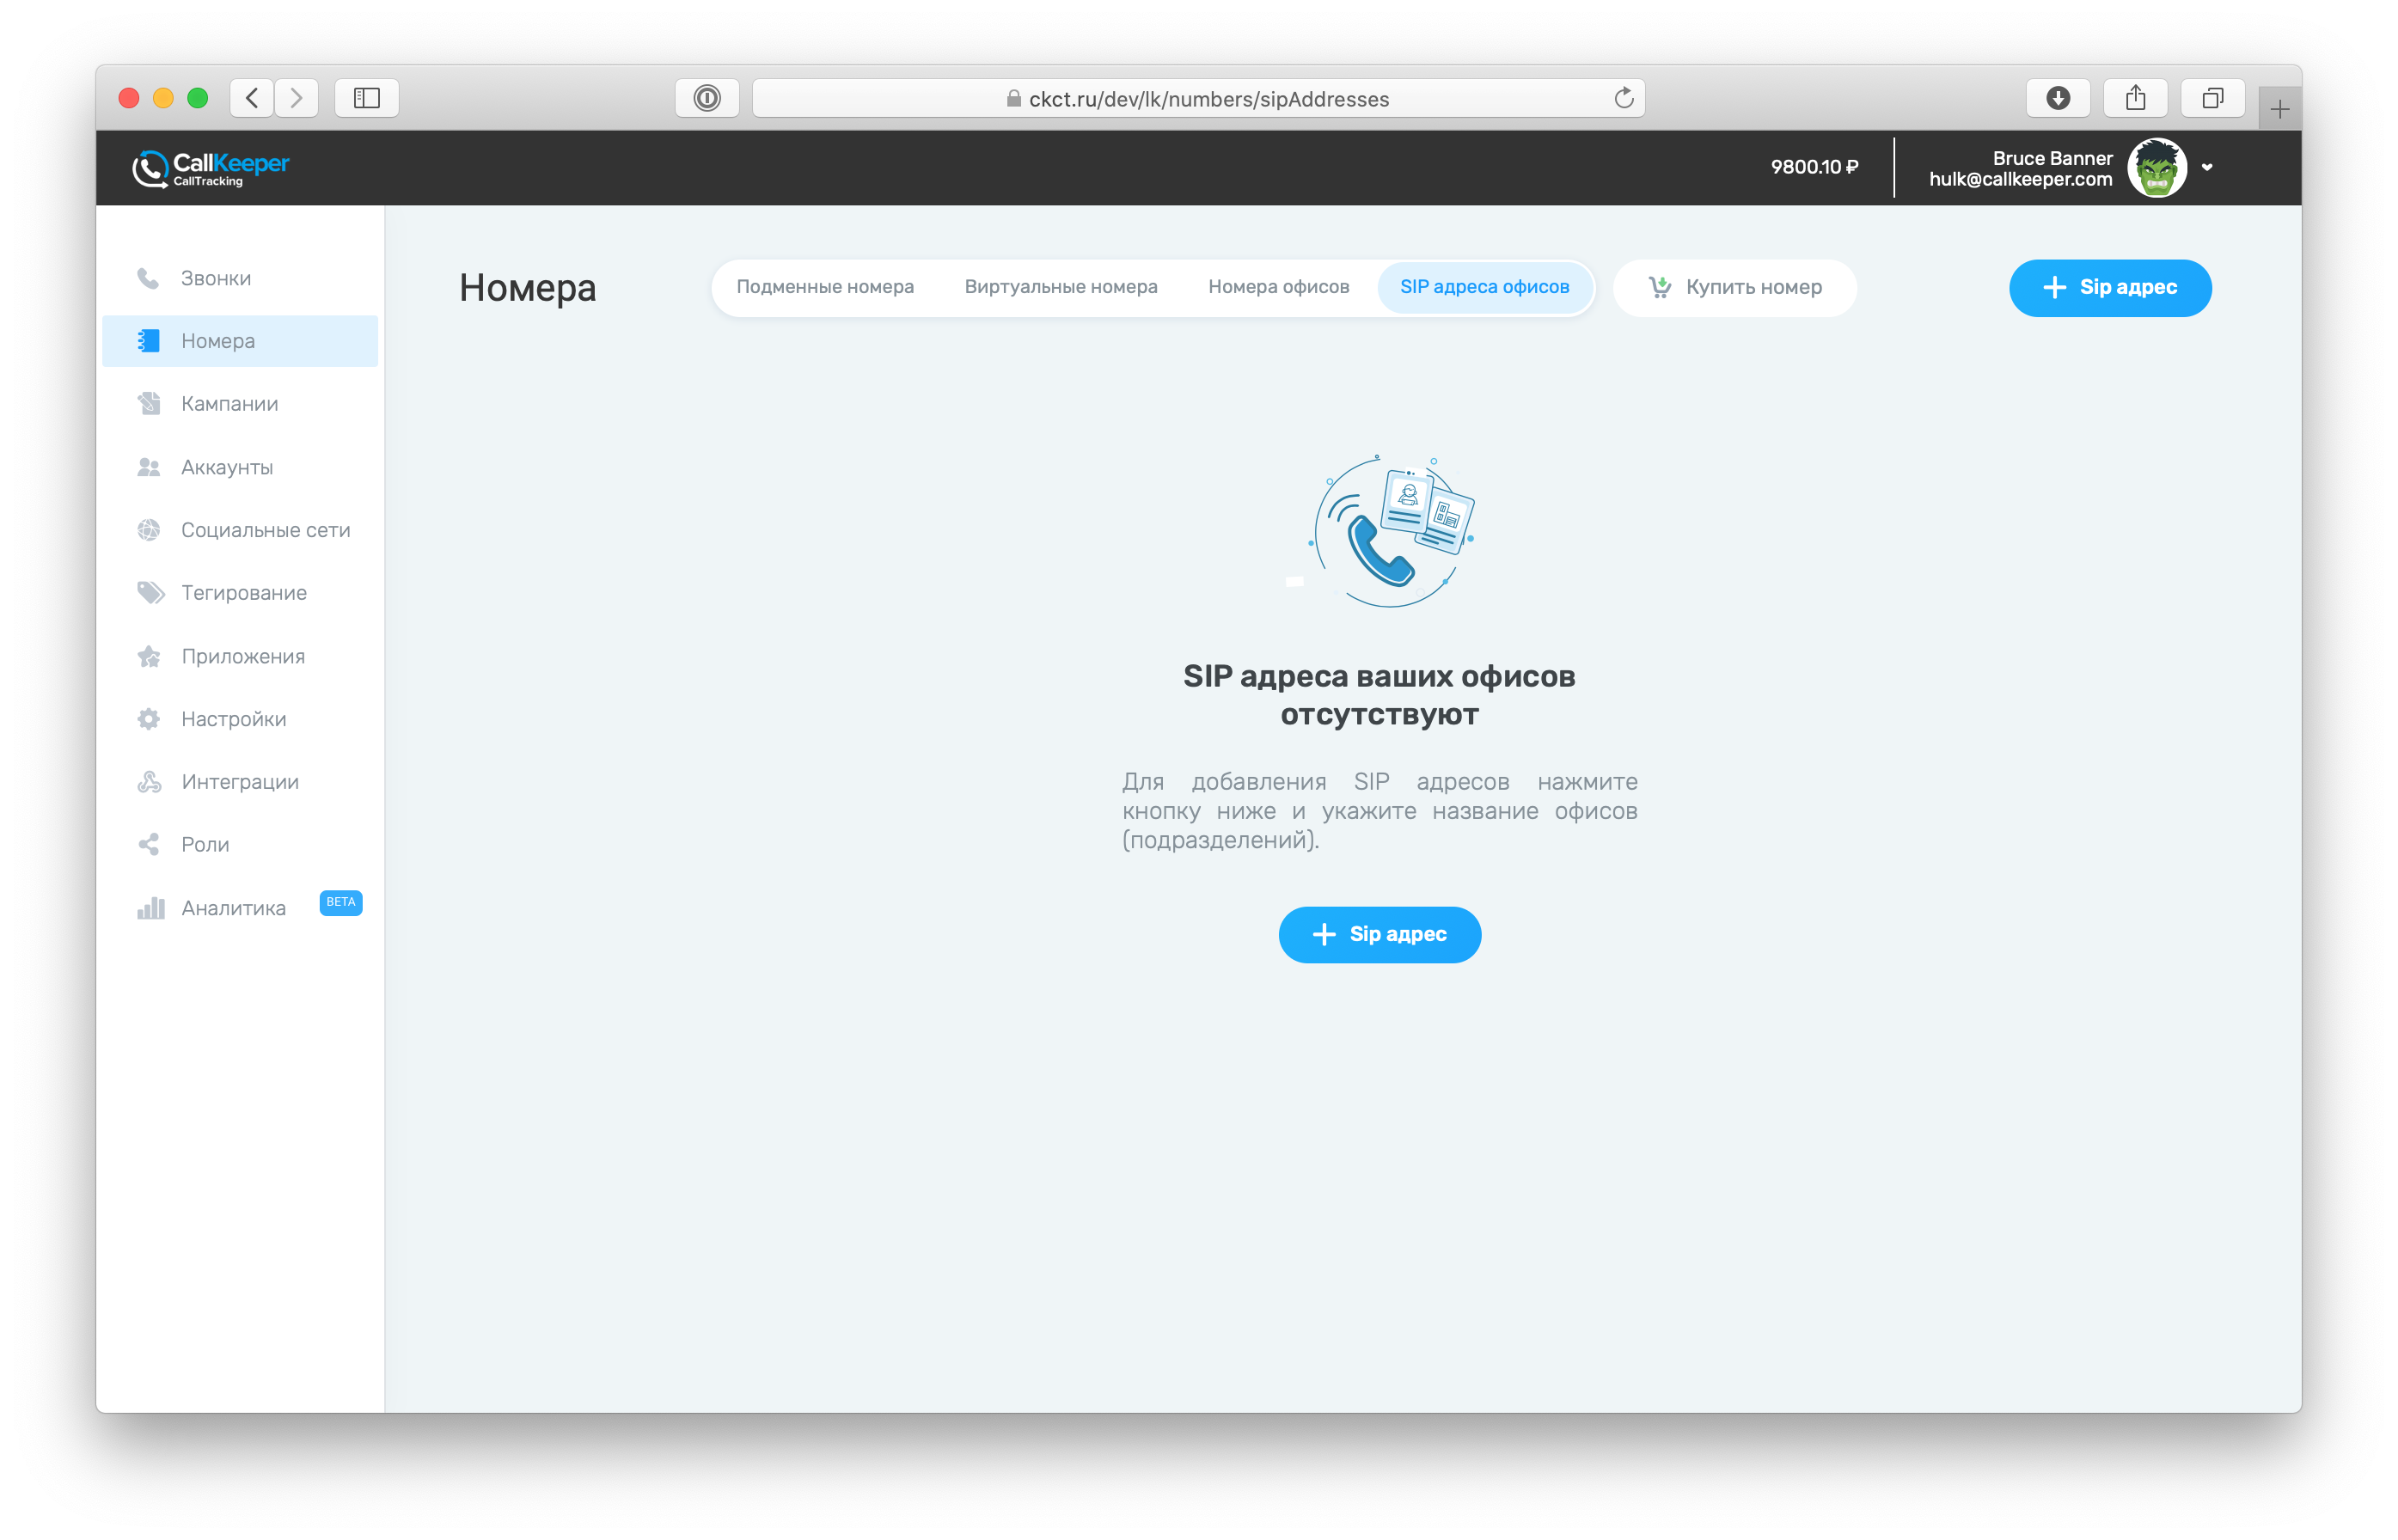 ckct.ru/dev/lk/numbers/sipAddresses
CallKeeper
CallTracking
9800.10 ₽
Bruce Banner
hulk@callkeeper.com
Звонки
Номера
Кампании
Аккаунты
Социальные сети
Тегирование
Приложения
Настройки
Интеграции
Роли
Аналитика BETA
Номера
Подменные номера Виртуальные номера Номера офисов SIP адреса офисов Купить номер Sip адрес
SIP адреса ваших офисов
отсутствуют
Для добавления SIP адресов нажмите
кнопку ниже и укажите название офисов
(подразделений).
Sip адрес